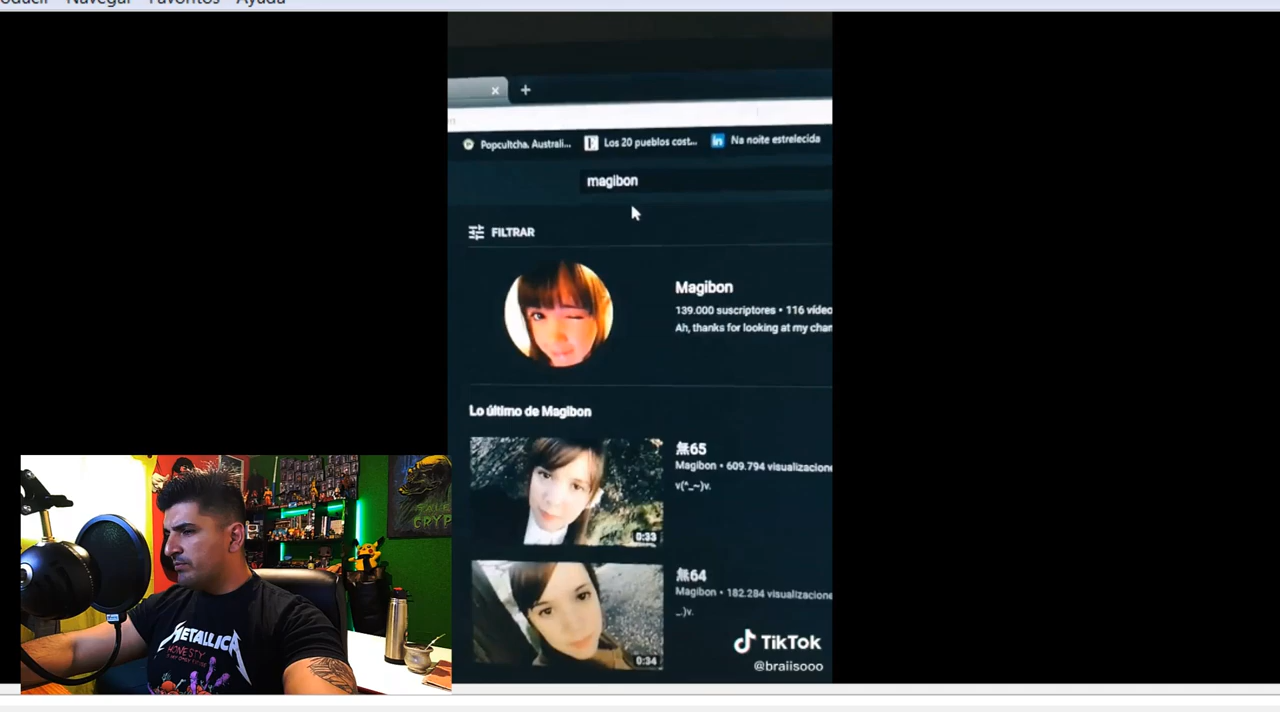 Navegar Favoritos Ayuda
Popcultcha. Australi... Los 20 pueblos cost... in Na noite estrelecida
magibon
FILTRAR
Magibon
139.000 suscriptores • 116 vídeo
Ah, thanks for looking at my chan
Lo último de Magibon
無65
Magibon • 609.794 visualizacione
v(^_~)v.
0:33
無64
Magibon • 182.284 visualizacione
_.)v.
0:34
TikTok
@braiisooo
METALLICA
HONESTY